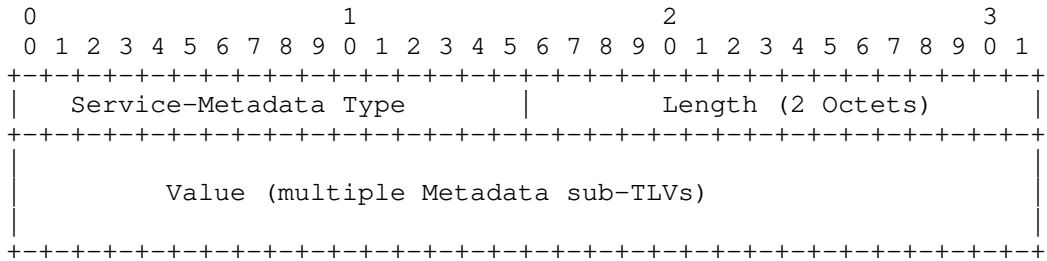 0                   1                   2                   3
 0 1 2 3 4 5 6 7 8 9 0 1 2 3 4 5 6 7 8 9 0 1 2 3 4 5 6 7 8 9 0 1
+-+-+-+-+-+-+-+-+-+-+-+-+-+-+-+-+-+-+-+-+-+-+-+-+-+-+-+-+-+-+-+-+
|   Service-Metadata Type       |        Length (2 Octets)      |
+-+-+-+-+-+-+-+-+-+-+-+-+-+-+-+-+-+-+-+-+-+-+-+-+-+-+-+-+-+-+-+-+
|                                                               |
|         Value (multiple Metadata sub-TLVs)                    |
|                                                               |
+-+-+-+-+-+-+-+-+-+-+-+-+-+-+-+-+-+-+-+-+-+-+-+-+-+-+-+-+-+-+-+-+